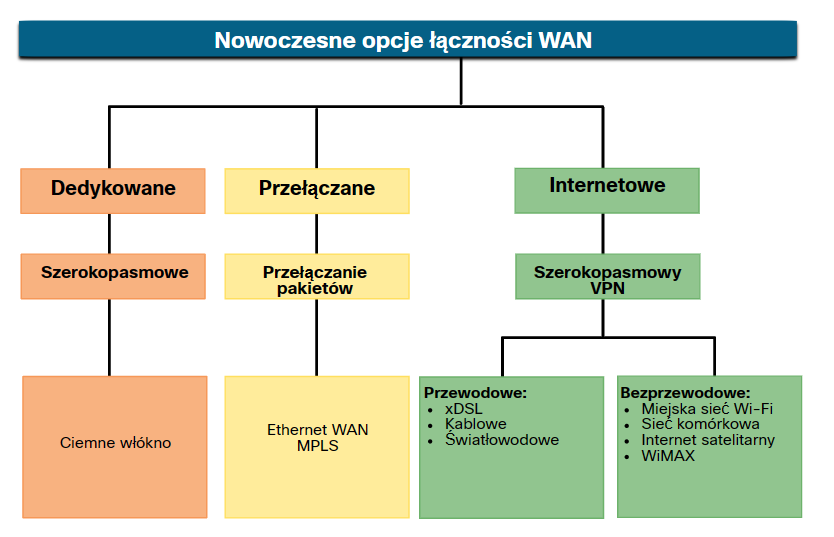 Nowoczesne opcje łączności WAN
Dedykowane
Przełączane
Internetowe
Szerokopasmowe
Przełączanie
pakietów
Szerokopasmowy
VPN
Ciemne włókno
Ethernet WAN
MPLS
Przewodowe:
• xDSL
• Kablowe
• Światłowodowe
Bezprzewodowe:
• Miejska sieć Wi-Fi
• Sieć komórkowa
• Internet satelitarny
• WiMAX